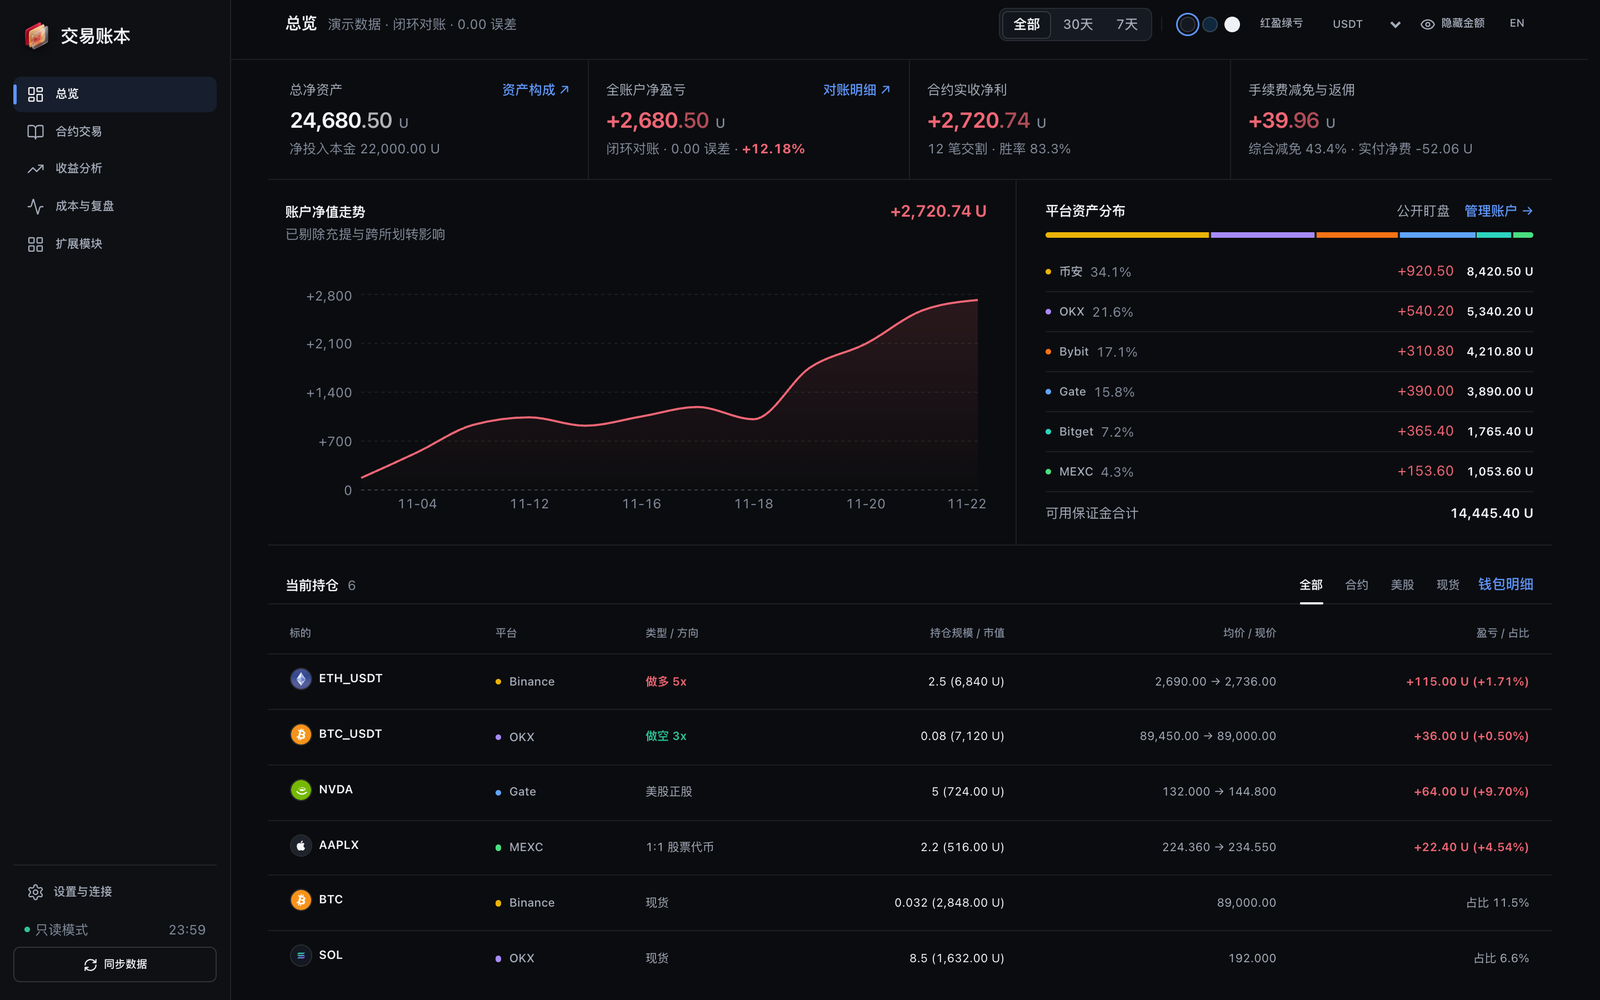 交易账本
总览
合约交易
收益分析
成本与复盘
扩展模块
设置与连接
只读模式 23:59
同步数据
总览 演示数据 · 闭环对账 · 0.00 误差
全部 30天 7天
红盈绿亏
USDT
隐藏金额
EN
总净资产 资产构成 ↗
24,680.50 U
净投入本金 22,000.00 U
全账户净盈亏 对账明细 ↗
+2,680.50 U
闭环对账 · 0.00 误差 · +12.18%
合约实收净利
+2,720.74 U
12 笔交割 · 胜率 83.3%
手续费减免与返佣
+39.96 U
综合减免 43.4% · 实付净费 -52.06 U
账户净值走势 +2,720.74 U
已剔除充提与跨所划转影响
+2,800
+2,100
+1,400
+700
0
11-04 11-12 11-16 11-18 11-20 11-22
平台资产分布 公开盯盘 管理账户 →
币安 34.1% +920.50 8,420.50 U
OKX 21.6% +540.20 5,340.20 U
Bybit 17.1% +310.80 4,210.80 U
Gate 15.8% +390.00 3,890.00 U
Bitget 7.2% +365.40 1,765.40 U
MEXC 4.3% +153.60 1,053.60 U
可用保证金合计 14,445.40 U
当前持仓 6
全部 合约 美股 现货 钱包明细
标的 平台 类型 / 方向 持仓规模 / 市值 均价 / 现价 盈亏 / 占比
ETH_USDT Binance 做多 5x 2.5 (6,840 U) 2,690.00 → 2,736.00 +115.00 U (+1.71%)
BTC_USDT OKX 做空 3x 0.08 (7,120 U) 89,450.00 → 89,000.00 +36.00 U (+0.50%)
NVDA Gate 美股正股 5 (724.00 U) 132.000 → 144.800 +64.00 U (+9.70%)
AAPLX MEXC 1:1 股票代币 2.2 (516.00 U) 224.360 → 234.550 +22.40 U (+4.54%)
BTC Binance 现货 0.032 (2,848.00 U) 89,000.00 占比 11.5%
SOL OKX 现货 8.5 (1,632.00 U) 192.000 占比 6.6%